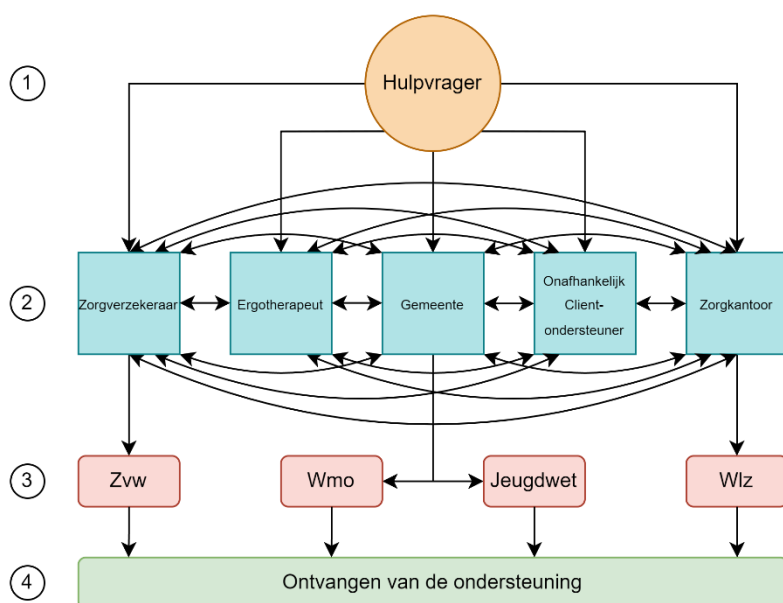 1
Hulpvrager
2
Zorgverzekeraar
Ergotherapeut
Gemeente
Onafhankelijk
Client-
ondersteuner
Zorgkantoor
3
Zvw
Wmo
Jeugdwet
Wlz
4
Ontvangen van de ondersteuning